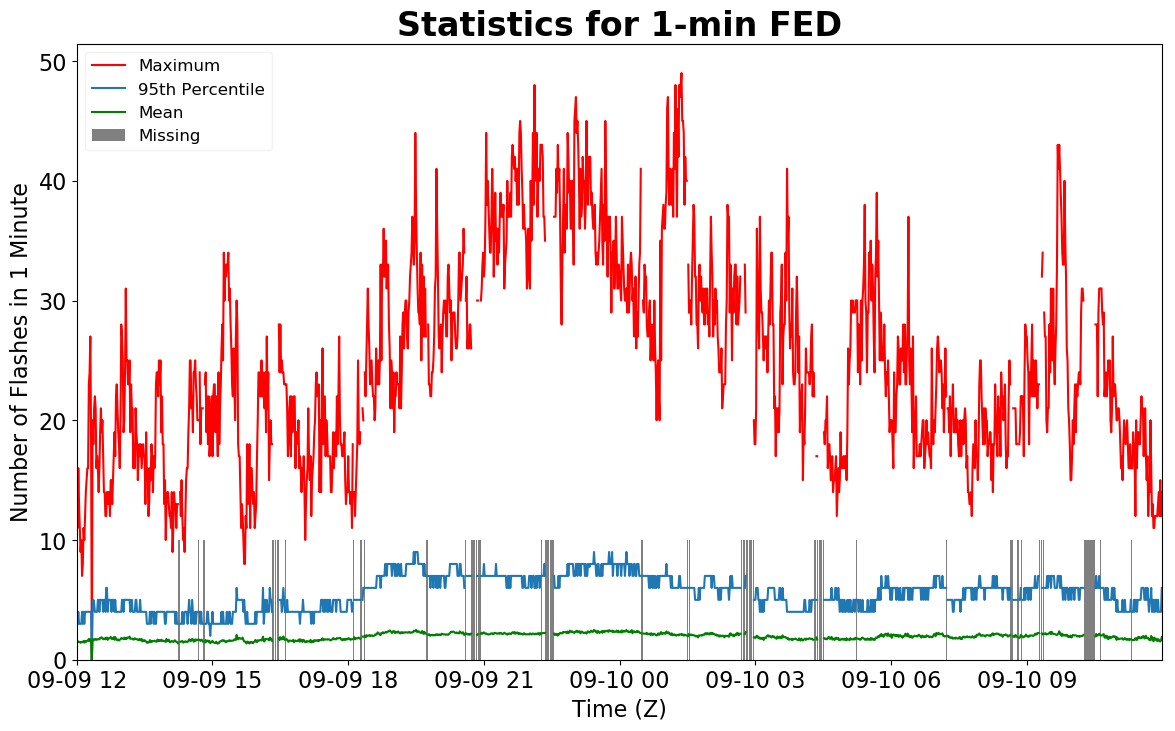 Statistics for 1-min FED
Maximum
95th Percentile
Mean
Missing
Number of Flashes in 1 Minute
50
40
30
20
10
0
09-09 12 09-09 15 09-09 18 09-09 21 09-10 00 09-10 03 09-10 06 09-10 09
Time (Z)